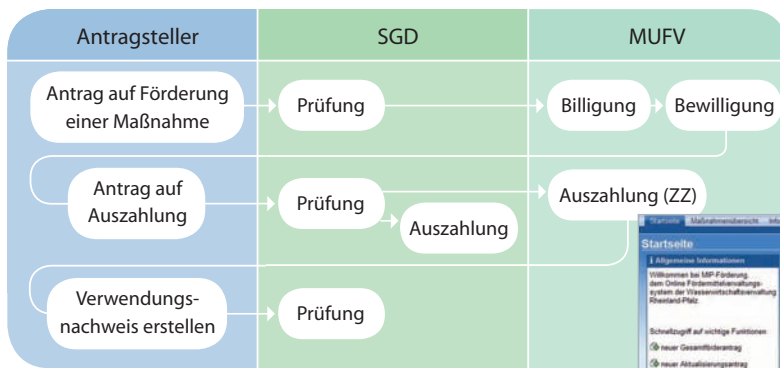 Antragsteller
SGD
MUFV
Antrag auf Förderung
einer Maßnahme
Prüfung
Billigung
Bewilligung
Antrag auf
Auszahlung
Prüfung
Auszahlung
Auszahlung (ZZ)
Verwendungs-
nachweis erstellen
Prüfung
Startseite Maßnahmenübersicht
Startseite
Allgemeine Informationen
Willkommen bei MIP-Förderung,
dem Online Fördermittelverwaltungs-
system der Wasserwirtschaftsverwaltung
Rheinland-Pfalz.
Schnellzugriff auf wichtige Funktionen
neuer Gesamtförderantrag
neuer Aktualisierungsantrag